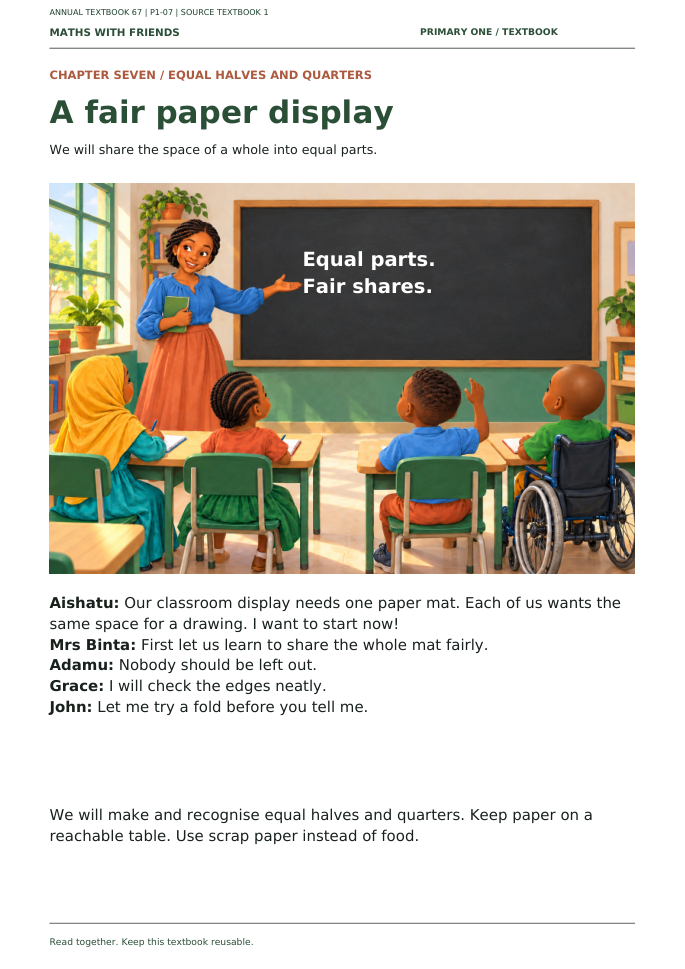 ANNUAL TEXTBOOK 67 | P1-07 | SOURCE TEXTBOOK 1
MATHS WITH FRIENDS
PRIMARY ONE / TEXTBOOK
CHAPTER SEVEN / EQUAL HALVES AND QUARTERS
A fair paper display
We will share the space of a whole into equal parts.
Equal parts.
Fair shares.
Aishatu: Our classroom display needs one paper mat. Each of us wants the
same space for a drawing. I want to start now!
Mrs Binta: First let us learn to share the whole mat fairly.
Adamu: Nobody should be left out.
Grace: I will check the edges neatly.
John: Let me try a fold before you tell me.
We will make and recognise equal halves and quarters. Keep paper on a
reachable table. Use scrap paper instead of food.
Read together. Keep this textbook reusable.